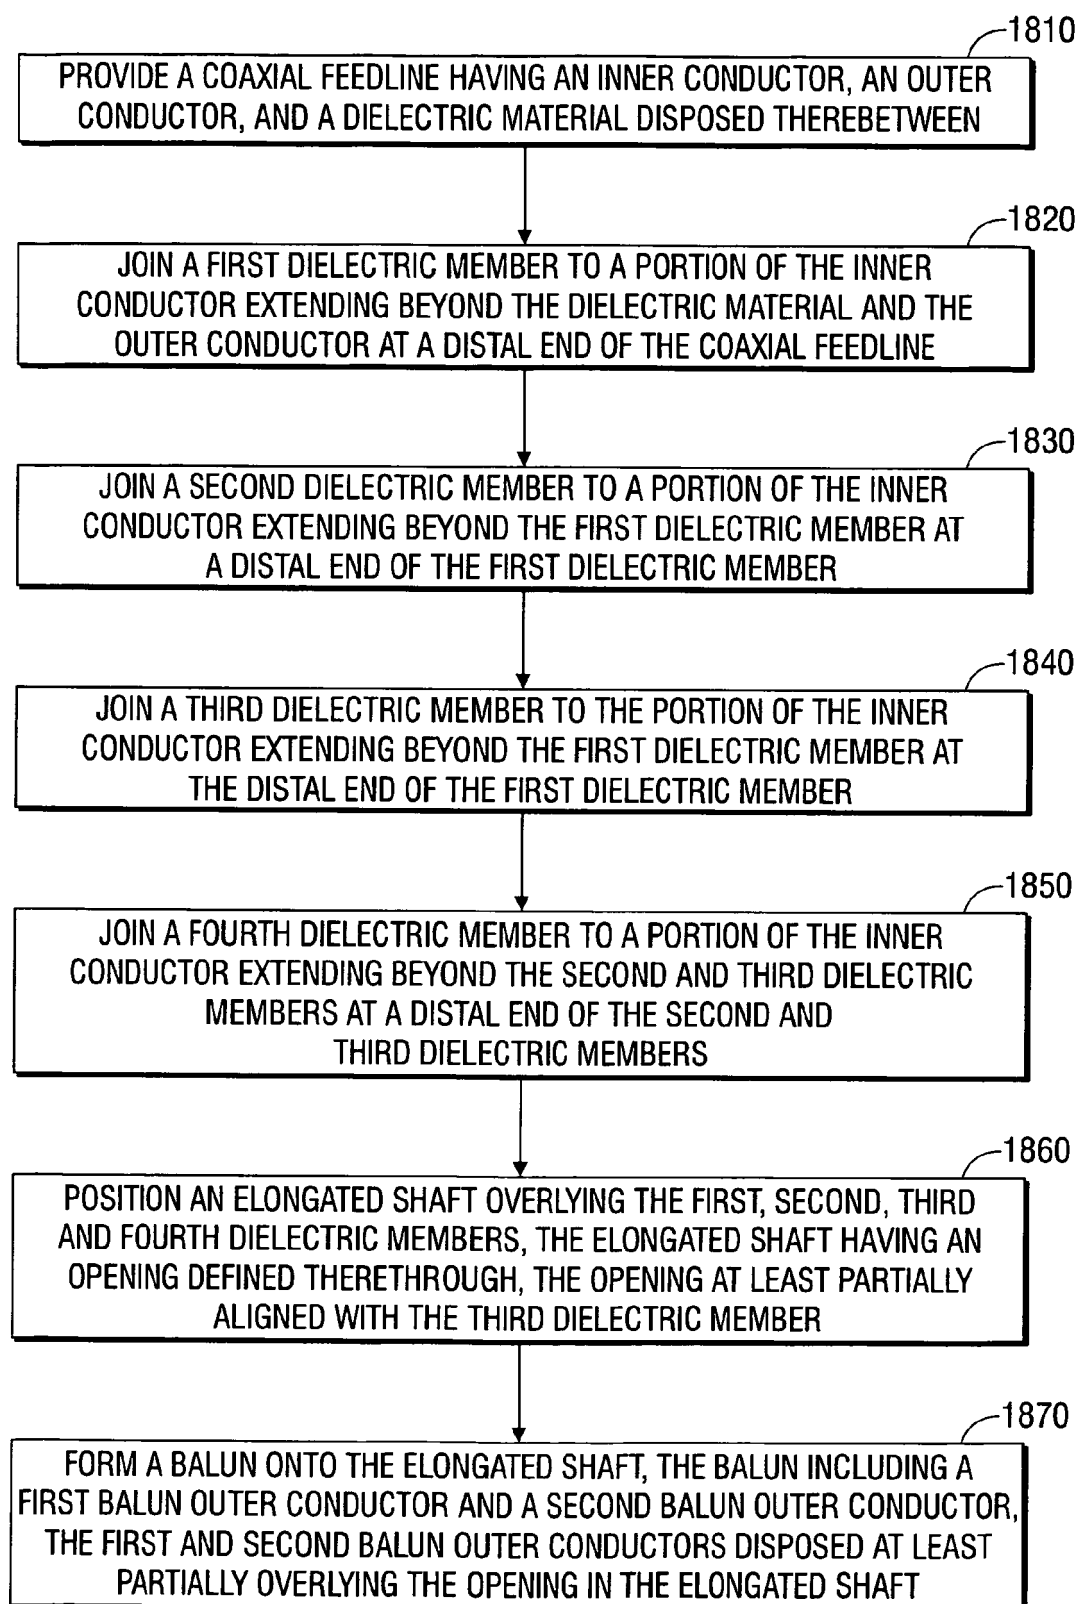 1810
PROVIDE A COAXIAL FEEDLINE HAVING AN INNER CONDUCTOR, AN OUTER
CONDUCTOR, AND A DIELECTRIC MATERIAL DISPOSED THEREBETWEEN
1820
JOIN A FIRST DIELECTRIC MEMBER TO A PORTION OF THE INNER
CONDUCTOR EXTENDING BEYOND THE DIELECTRIC MATERIAL AND THE
OUTER CONDUCTOR AT A DISTAL END OF THE COAXIAL FEEDLINE
1830
JOIN A SECOND DIELECTRIC MEMBER TO A PORTION OF THE INNER
CONDUCTOR EXTENDING BEYOND THE FIRST DIELECTRIC MEMBER AT
A DISTAL END OF THE FIRST DIELECTRIC MEMBER
1840
JOIN A THIRD DIELECTRIC MEMBER TO THE PORTION OF THE INNER
CONDUCTOR EXTENDING BEYOND THE FIRST DIELECTRIC MEMBER AT
THE DISTAL END OF THE FIRST DIELECTRIC MEMBER
1850
JOIN A FOURTH DIELECTRIC MEMBER TO A PORTION OF THE INNER
CONDUCTOR EXTENDING BEYOND THE SECOND AND THIRD DIELECTRIC
MEMBERS AT A DISTAL END OF THE SECOND AND
THIRD DIELECTRIC MEMBERS
1860
POSITION AN ELONGATED SHAFT OVERLYING THE FIRST, SECOND, THIRD
AND FOURTH DIELECTRIC MEMBERS, THE ELONGATED SHAFT HAVING AN
OPENING DEFINED THERETHROUGH, THE OPENING AT LEAST PARTIALLY
ALIGNED WITH THE THIRD DIELECTRIC MEMBER
1870
FORM A BALUN ONTO THE ELONGATED SHAFT, THE BALUN INCLUDING A
FIRST BALUN OUTER CONDUCTOR AND A SECOND BALUN OUTER CONDUCTOR,
THE FIRST AND SECOND BALUN OUTER CONDUCTORS DISPOSED AT LEAST
PARTIALLY OVERLYING THE OPENING IN THE ELONGATED SHAFT